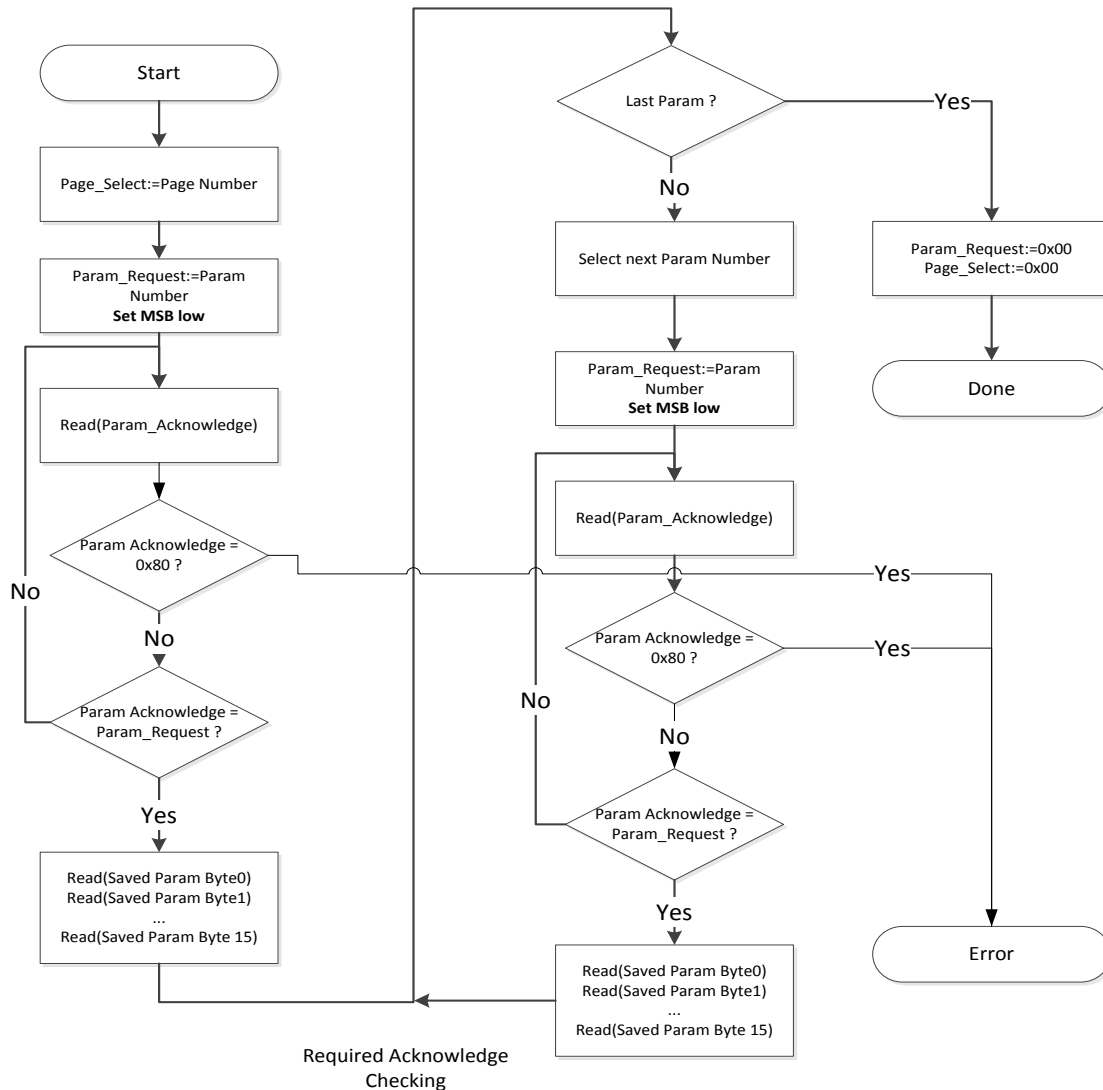 Start
Page_Select:=Page Number
Param_Request:=Param
Number
Set MSB low
Read(Param_Acknowledge)
Param Acknowledge =
0x80 ?
Yes
No
Param Acknowledge =
Param_Request ?
No
Yes
Read(Saved Param Byte0)
Read(Saved Param Byte1)
...
Read(Saved Param Byte 15)
Last Param ?
Yes
No
Select next Param Number
Param_Request:=Param
Number
Set MSB low
Read(Param_Acknowledge)
Param Acknowledge =
0x80 ?
Yes
No
Param Acknowledge =
Param_Request ?
No
Yes
Read(Saved Param Byte0)
Read(Saved Param Byte1)
...
Read(Saved Param Byte 15)
Param_Request:=0x00
Page_Select:=0x00
Done
Error
Required Acknowledge
Checking